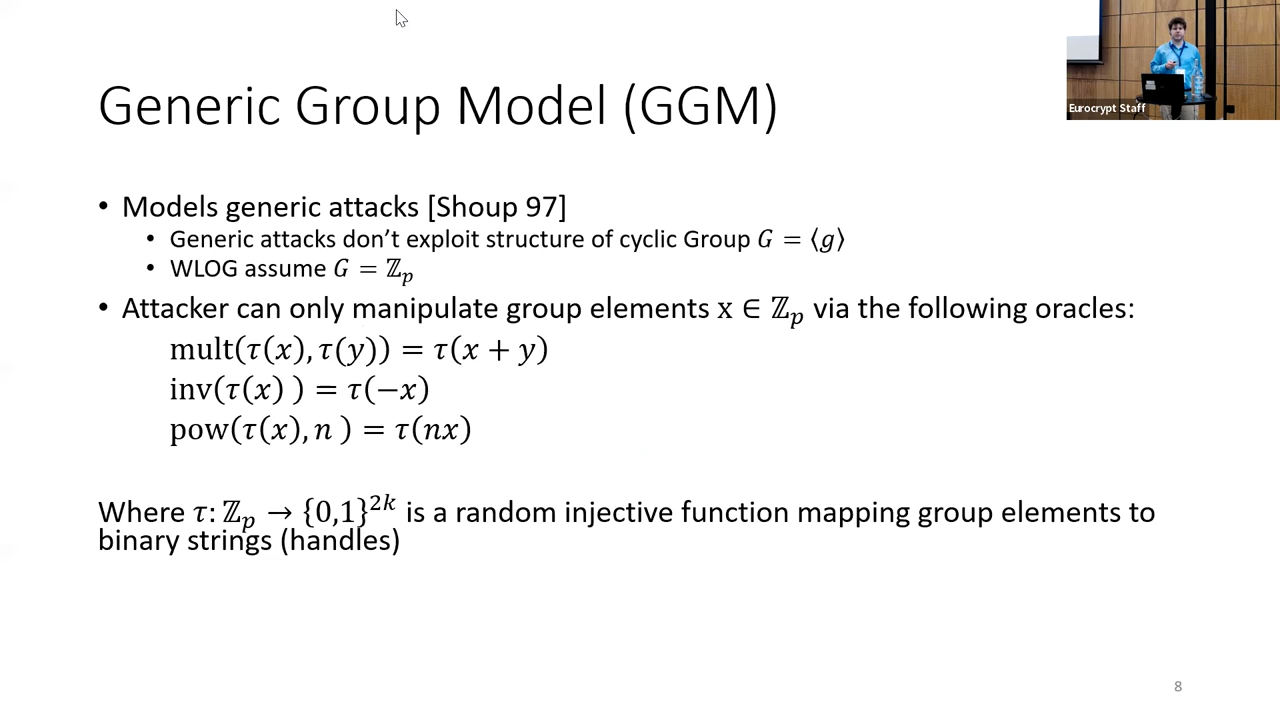 Generic Group Model (GGM)
Eurocrypt Staff
• Models generic attacks [Shoup 97]
• Generic attacks don’t exploit structure of cyclic Group 𝐺 = ⟨𝑔⟩
• WLOG assume 𝐺 = ℤ𝑝
• Attacker can only manipulate group elements x ∈ ℤ𝑝 via the following oracles:
mult(𝜏(𝑥), 𝜏(𝑦)) = 𝜏(𝑥 + 𝑦)
inv(𝜏(𝑥) ) = 𝜏(−𝑥)
pow(𝜏(𝑥), 𝑛 ) = 𝜏(𝑛𝑥)
Where 𝜏: ℤ𝑝 → {0,1}²ᵏ is a random injective function mapping group elements to
binary strings (handles)
8